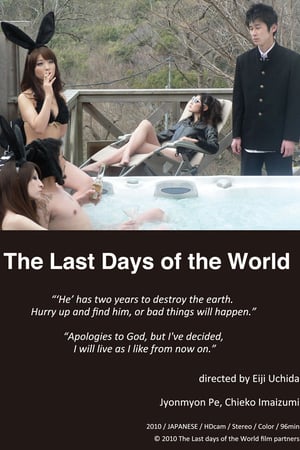 The Last Days of the World
“‘He’ has two years to destroy the earth.
Hurry up and find him, or bad things will happen.”
“Apologies to God, but I've decided,
I will live as I like from now on.”
directed by Eiji Uchida
Jyonmyon Pe, Chieko Imaizumi
2010 / JAPANESE / HDcam / Stereo / Color / 96min
© 2010 The Last days of the World film partners